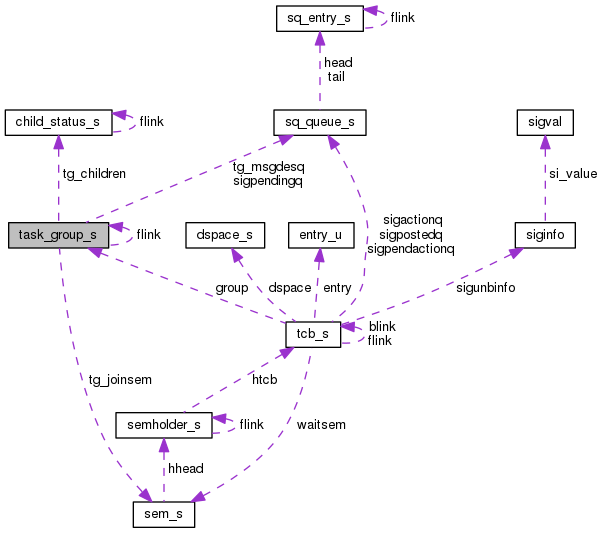 sq_entry_s
flink
head
tail
child_status_s
flink
sq_queue_s
sigval
tg_children
tg_msgdesq
sigpendingq
si_value
task_group_s
flink
dspace_s
entry_u
sigactionq
sigpostedq
sigpendactionq
siginfo
group
dspace
entry
sigunbinfo
tcb_s
blink
flink
tg_joinsem
htcb
semholder_s
flink
waitsem
hhead
sem_s